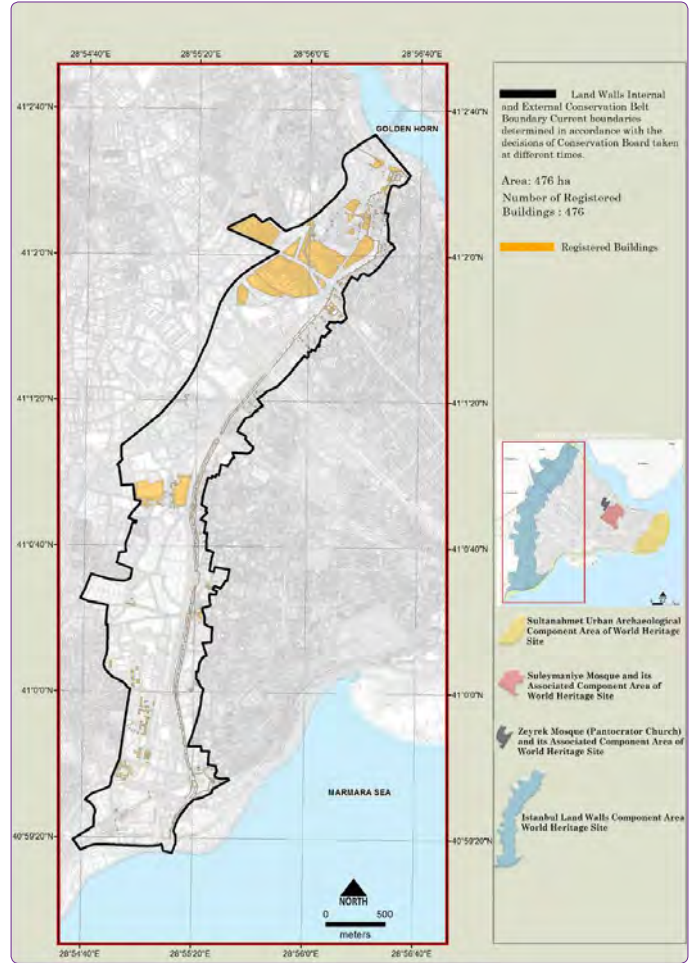 28°54'40"E
28°55'20"E
28°56'0"E
28°56'40"E
41°2'40"N
41°2'40"N
GOLDEN HORN
41°2'0"N
41°2'0"N
41°1'20"N
41°1'20"N
41°0'40"N
41°0'40"N
41°0'0"N
41°0'0"N
MARMARA SEA
40°59'20"N
40°59'20"N
NORTH
0 500
meters
28°54'40"E
28°55'20"E
28°56'0"E
28°56'40"E
Land Walls Internal
and External Conservation Belt
Boundary Current boundaries
determined in accordance with the
decisions of Conservation Board taken
at different times.
Area: 476 ha
Number of Registered
Buildings : 476
Registered Buildings
Sultanahmet Urban Archaeological
Component Area of World Heritage
Site
Suleymaniye Mosque and its
Associated Component Area of
World Heritage Site
Zeyrek Mosque (Pantocrator Church)
and its Associated Component Area of
World Heritage Site
Istanbul Land Walls Component Area
World Heritage Site